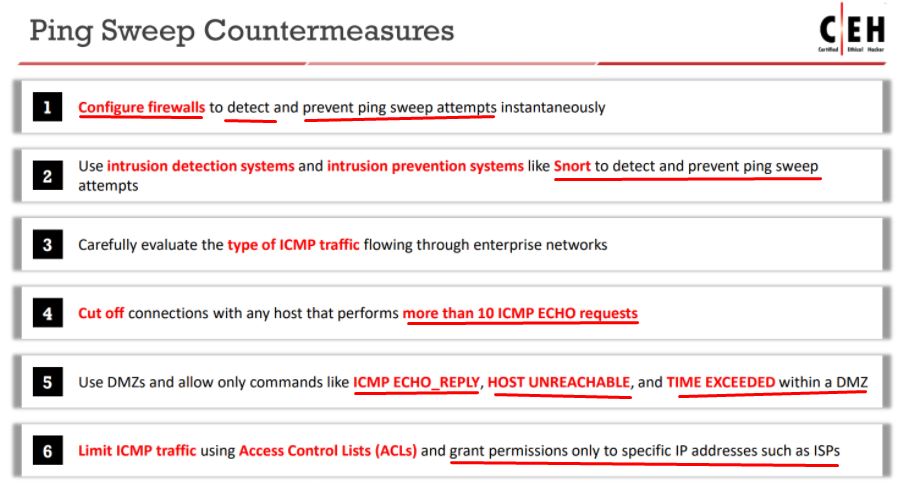 Ping Sweep Countermeasures
C|EH
Certified Ethical Hacker
1 Configure firewalls to detect and prevent ping sweep attempts instantaneously
2 Use intrusion detection systems and intrusion prevention systems like Snort to detect and prevent ping sweep
attempts
3 Carefully evaluate the type of ICMP traffic flowing through enterprise networks
4 Cut off connections with any host that performs more than 10 ICMP ECHO requests
5 Use DMZs and allow only commands like ICMP ECHO_REPLY, HOST UNREACHABLE, and TIME EXCEEDED within a DMZ
6 Limit ICMP traffic using Access Control Lists (ACLs) and grant permissions only to specific IP addresses such as ISPs